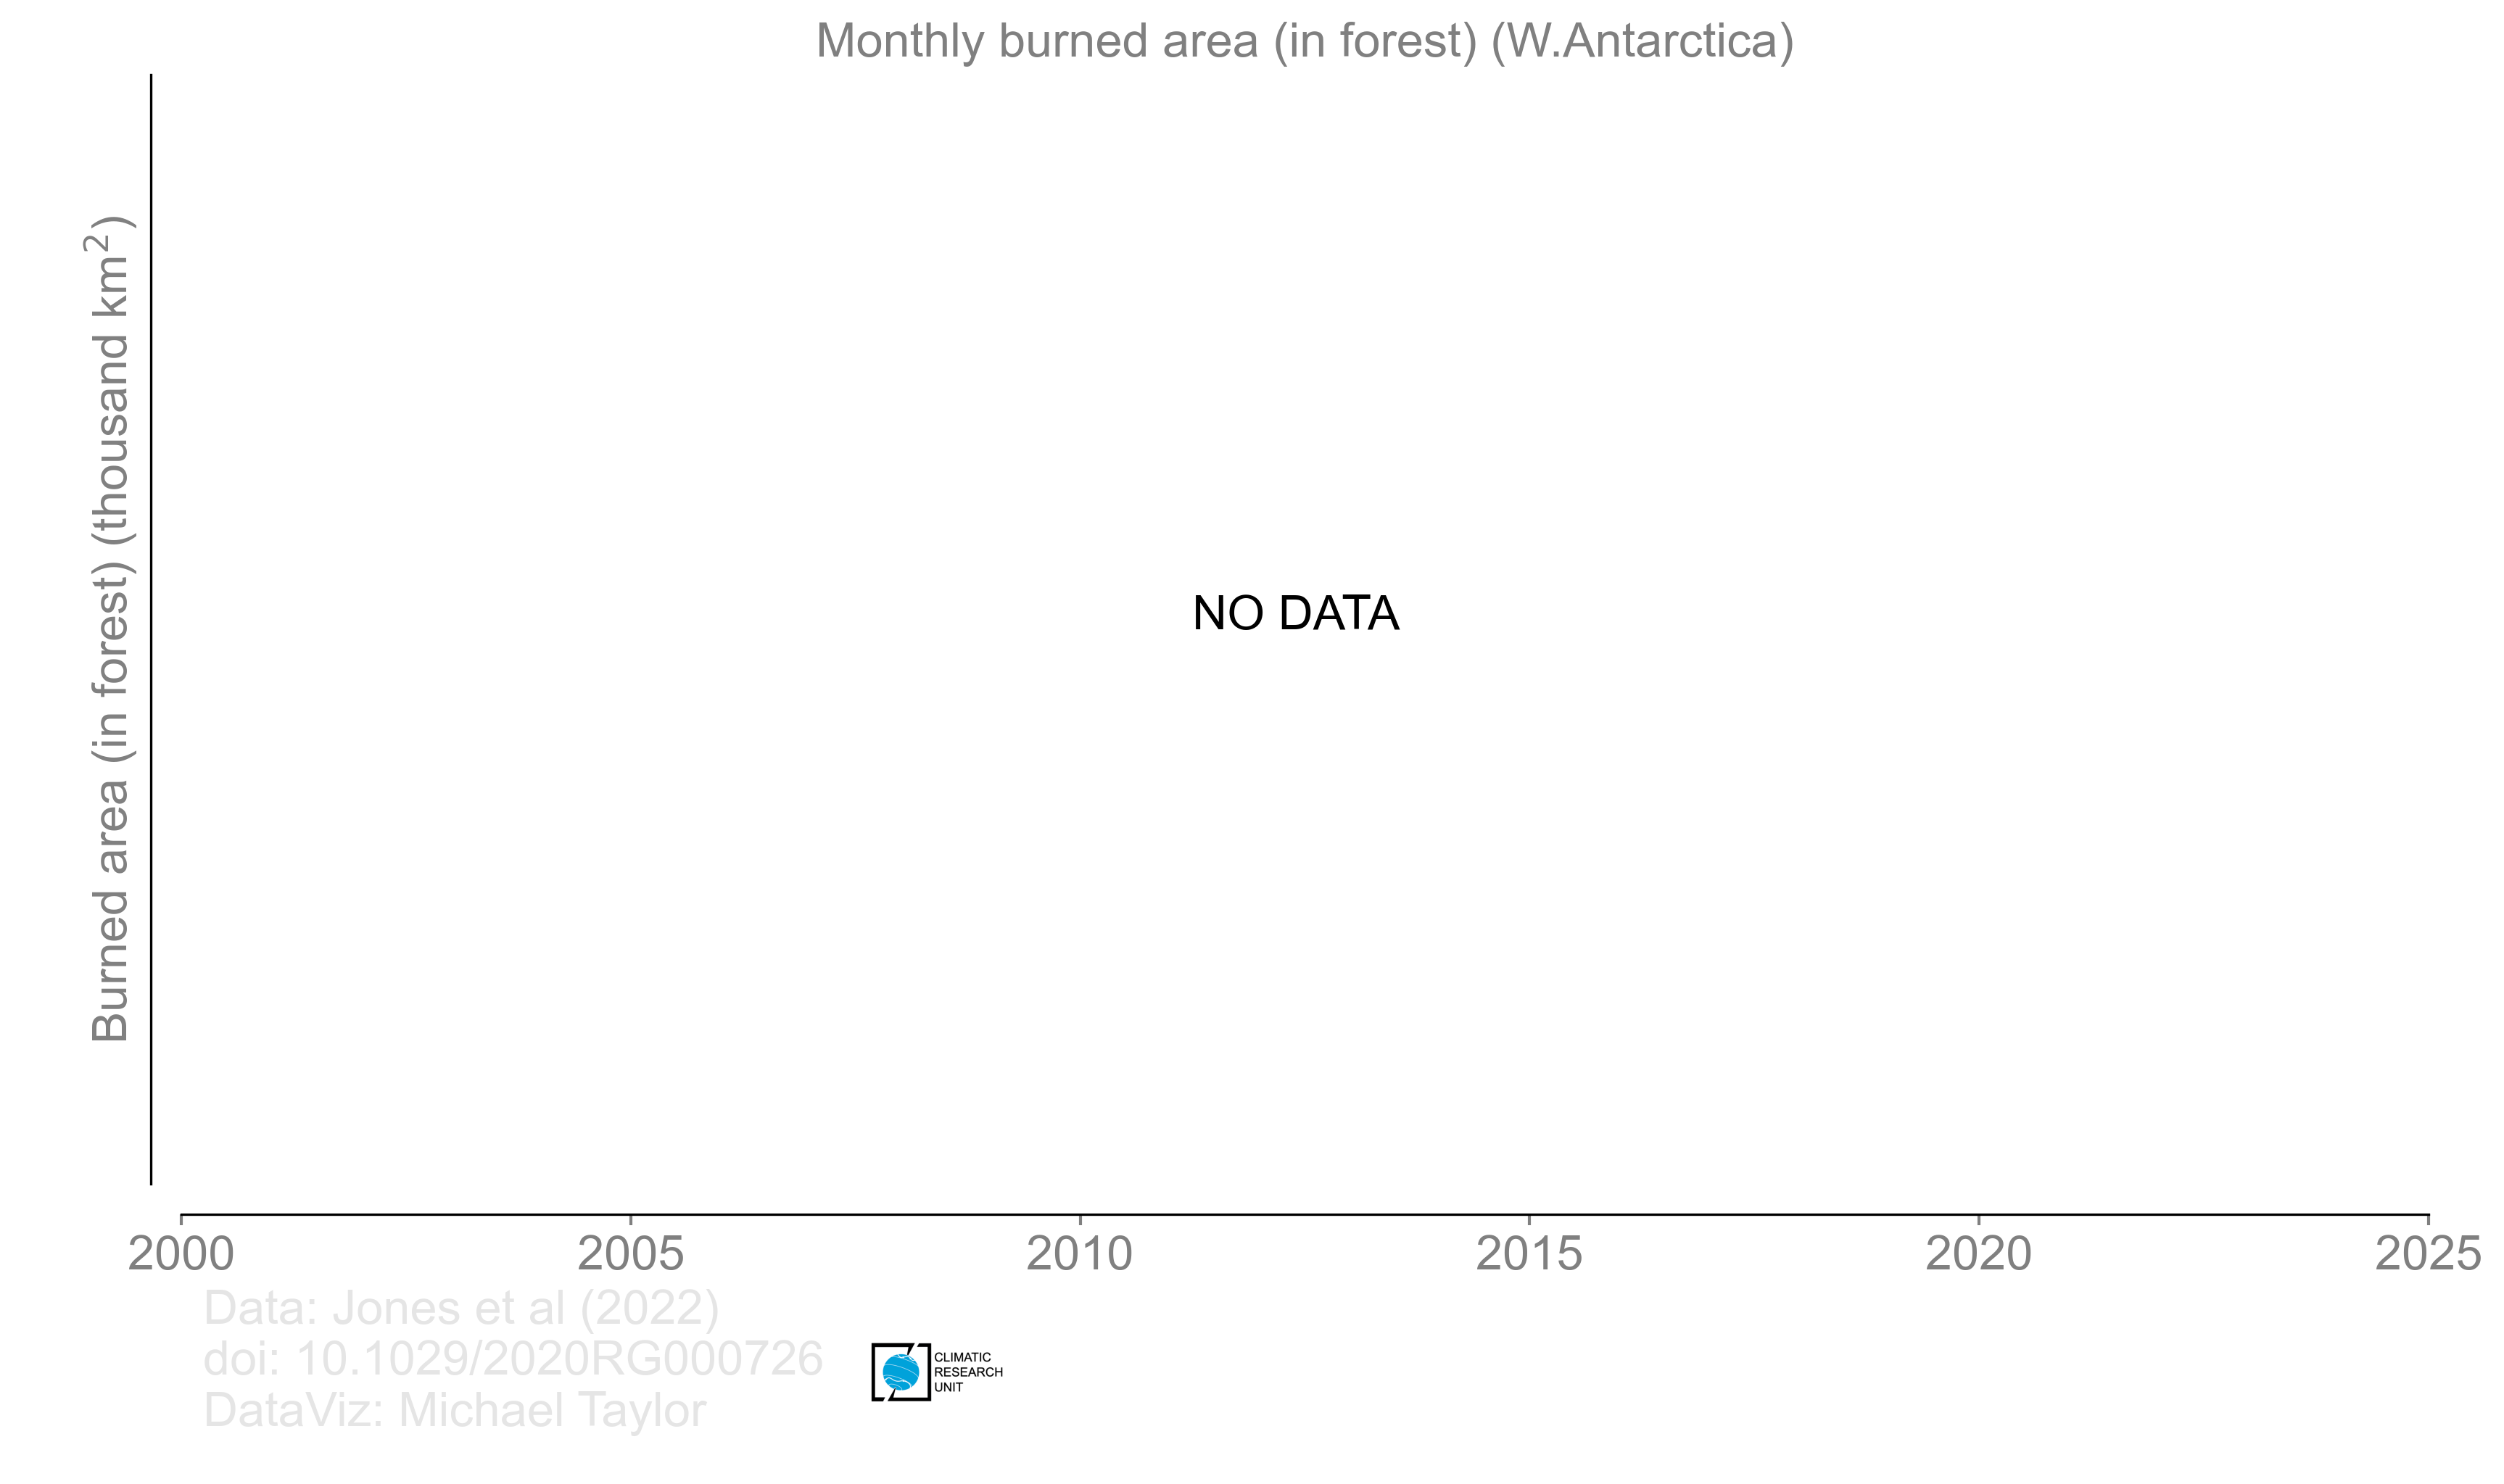 Monthly burned area (in forest) (W.Antarctica)
Burned area (in forest) (thousand km²)
NO DATA
2000 2005 2010 2015 2020 2025
Data: Jones et al (2022)
doi: 10.1029/2020RG000726
DataViz: Michael Taylor
CLIMATIC
RESEARCH
UNIT